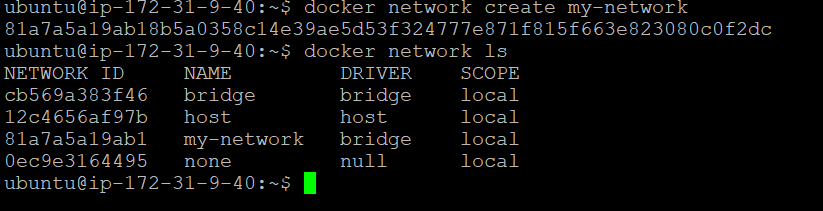 ubuntu@ip-172-31-9-40:~$ docker network create my-network
81a7a5a19ab18b5a0358c14e39ae5d53f324777e871f815f663e823080c0f2dc
ubuntu@ip-172-31-9-40:~$ docker network ls
NETWORK ID     NAME         DRIVER    SCOPE
cb569a383f46   bridge       bridge    local
12c4656af97b   host         host      local
81a7a5a19ab1   my-network   bridge    local
0ec9e3164495   none         null      local
ubuntu@ip-172-31-9-40:~$